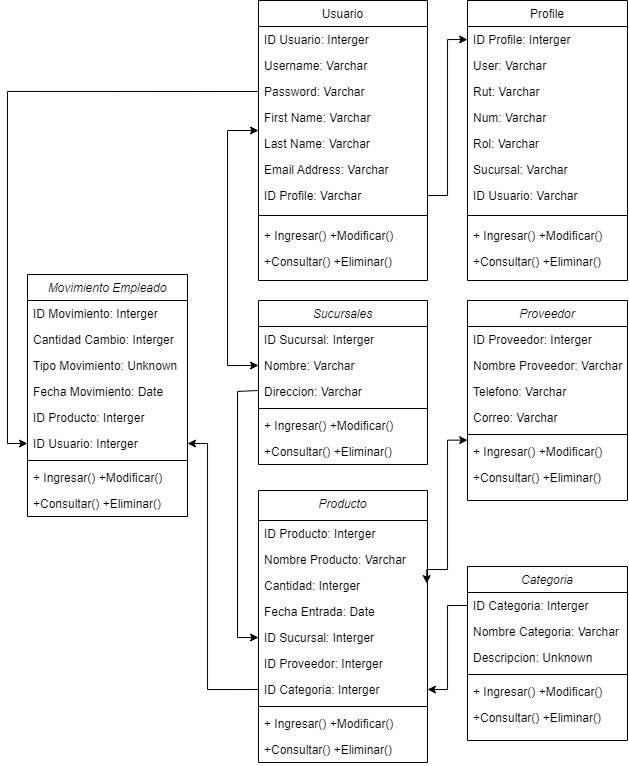 Usuario
ID Usuario: Interger
Username: Varchar
Password: Varchar
First Name: Varchar
Last Name: Varchar
Email Address: Varchar
ID Profile: Varchar
+ Ingresar() +Modificar()
+Consultar() +Eliminar()
Profile
ID Profile: Interger
User: Varchar
Rut: Varchar
Num: Varchar
Rol: Varchar
Sucursal: Varchar
ID Usuario: Varchar
+ Ingresar() +Modificar()
+Consultar() +Eliminar()
Movimiento Empleado
ID Movimiento: Interger
Cantidad Cambio: Interger
Tipo Movimiento: Unknown
Fecha Movimiento: Date
ID Producto: Interger
ID Usuario: Interger
+ Ingresar() +Modificar()
+Consultar() +Eliminar()
Sucursales
ID Sucursal: Interger
Nombre: Varchar
Direccion: Varchar
+ Ingresar() +Modificar()
+Consultar() +Eliminar()
Proveedor
ID Proveedor: Interger
Nombre Proveedor: Varchar
Telefono: Varchar
Correo: Varchar
+ Ingresar() +Modificar()
+Consultar() +Eliminar()
Producto
ID Producto: Interger
Nombre Producto: Varchar
Cantidad: Interger
Fecha Entrada: Date
ID Sucursal: Interger
ID Proveedor: Interger
ID Categoria: Interger
+ Ingresar() +Modificar()
+Consultar() +Eliminar()
Categoria
ID Categoria: Interger
Nombre Categoria: Varchar
Descripcion: Unknown
+ Ingresar() +Modificar()
+Consultar() +Eliminar()